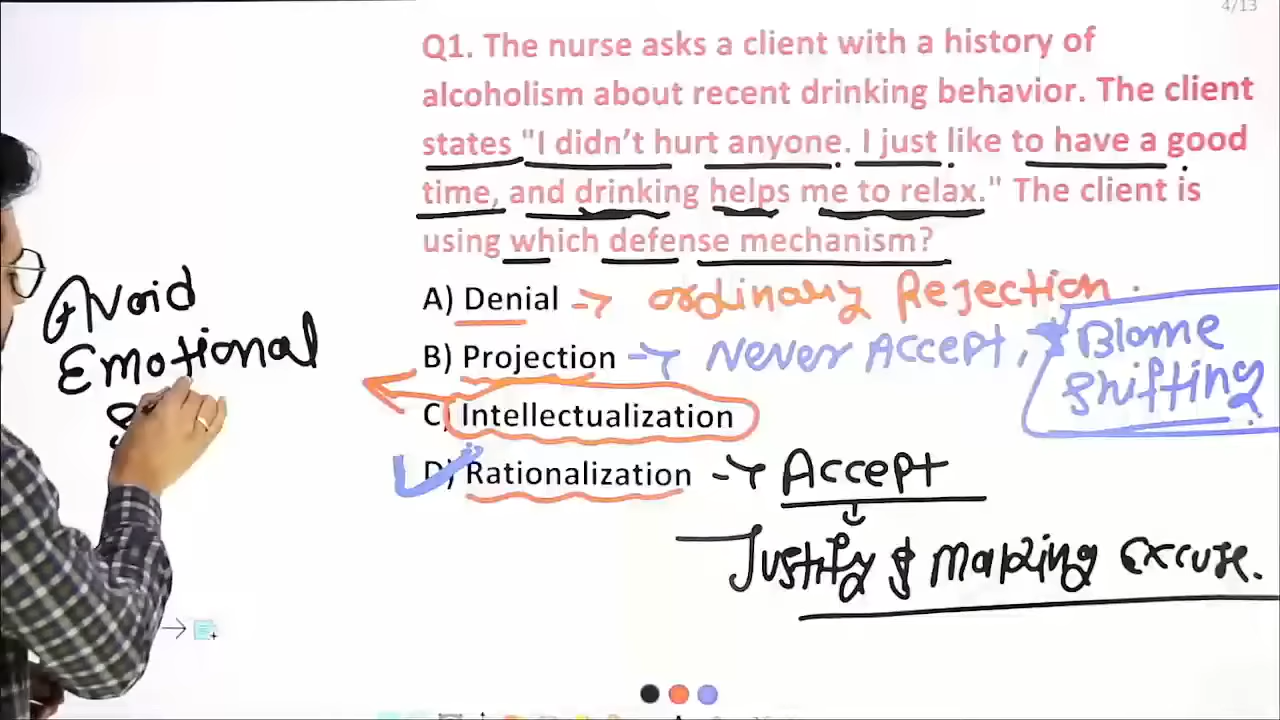 4/13
Q1. The nurse asks a client with a history of
alcoholism about recent drinking behavior. The client
states "I didn't hurt anyone. I just like to have a good
time, and drinking helps me to relax." The client is
using which defense mechanism?
A) Denial → Ordinary Rejection.
B) Projection → Never Accept, Blame
Shifting
C) Intellectualization
D) Rationalization → Accept
Justify & Making excuse.
Avoid
Emotional